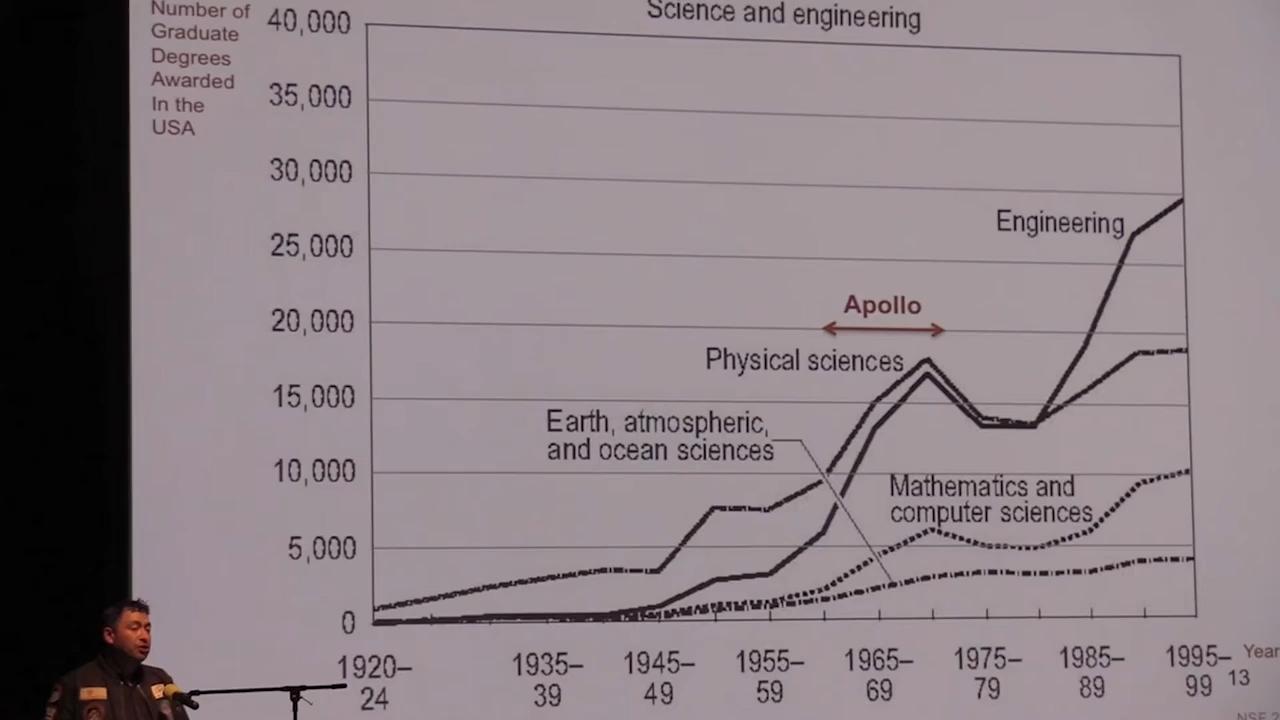 Science and engineering
Number of
Graduate
Degrees
Awarded
In the
USA
40,000
35,000
30,000
25,000
20,000
15,000
10,000
5,000
0
Engineering
Apollo
Physical sciences
Earth, atmospheric,
and ocean sciences
Mathematics and
computer sciences
1920–
24
1935–
39
1945–
49
1955–
59
1965–
69
1975–
79
1985–
89
1995–
99
Year
13